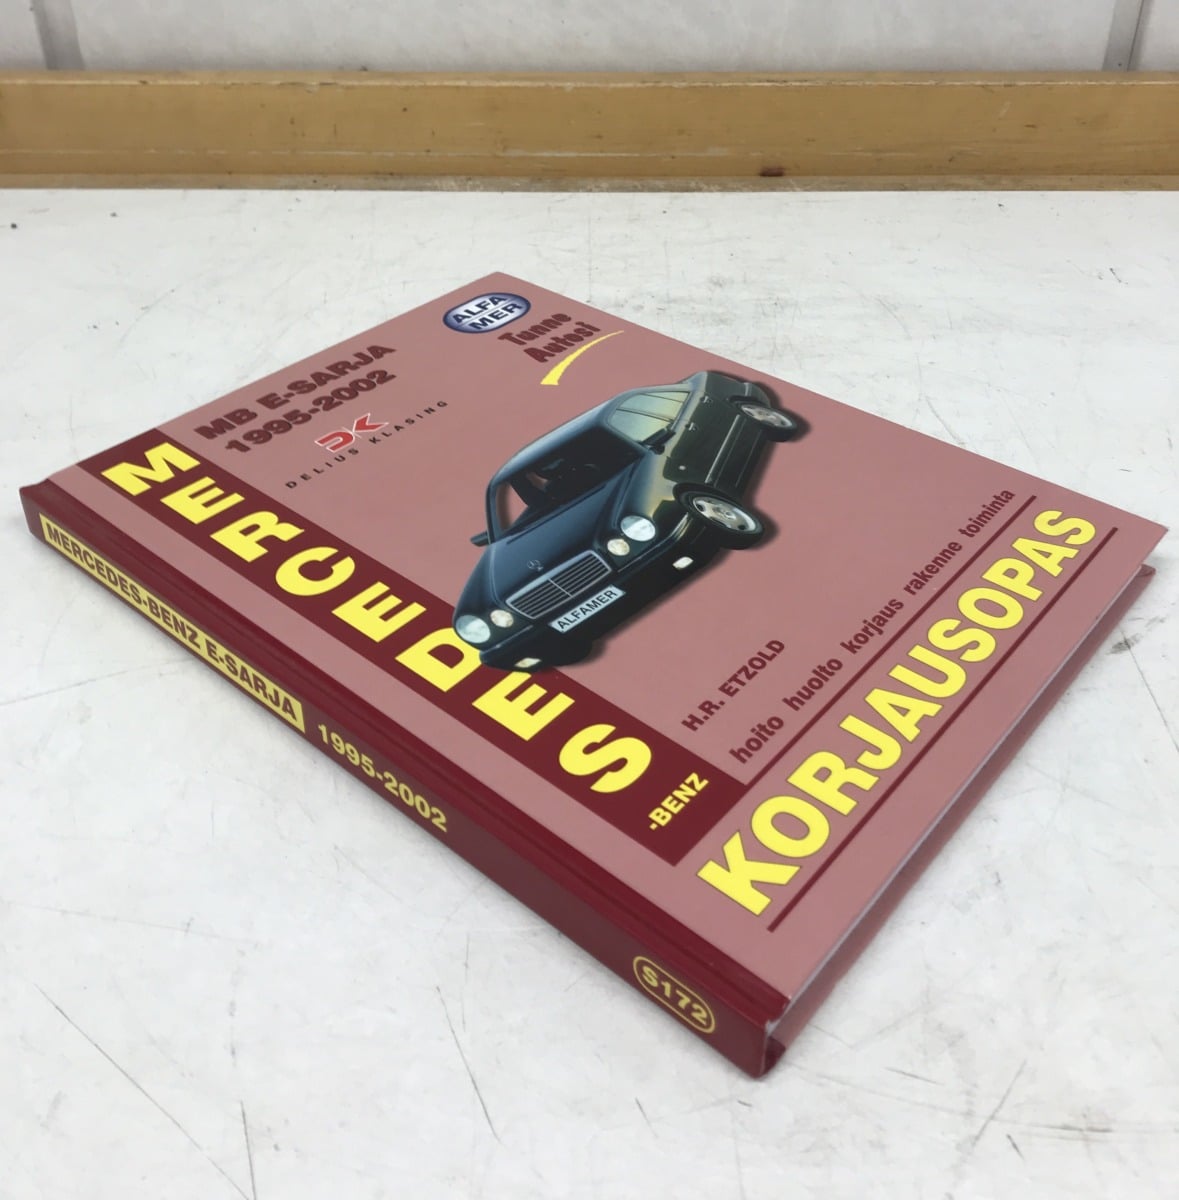 ALFA
MER
Tunne
Autosi
MB E-SARJA
1995-2002
DK
DELIUS KLASING
MERCEDES
-BENZ
ALFAMER
H.R. ETZOLD
hoito huolto korjaus rakenne toiminta
KORJAUSOPAS
MERCEDES-BENZ E-SARJA 1995-2002
S172